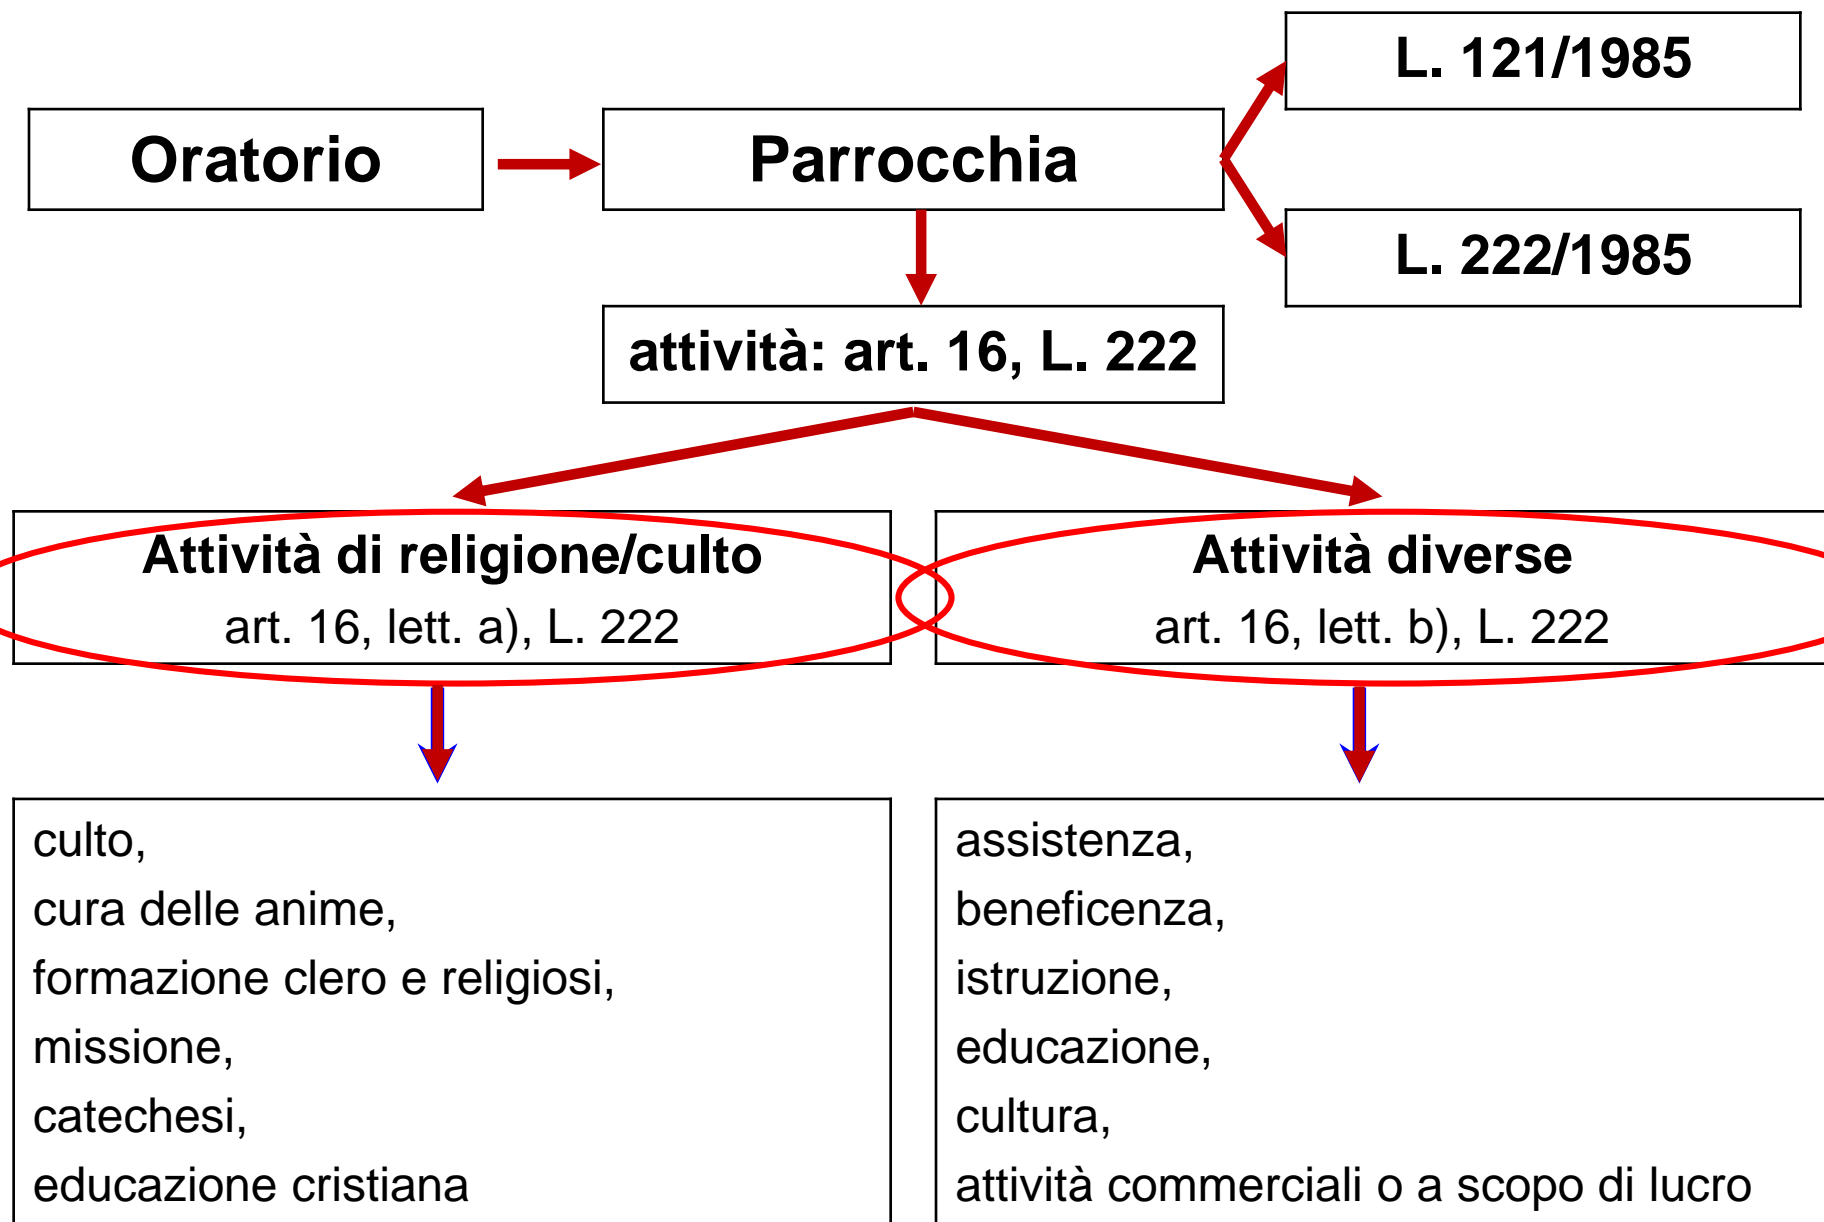 L. 121/1985
Oratorio
Parrocchia
L. 222/1985
attività: art. 16, L. 222
Attività di religione/culto
art. 16, lett. a), L. 222
Attività diverse
art. 16, lett. b), L. 222
culto,
cura delle anime,
formazione clero e religiosi,
missione,
catechesi,
educazione cristiana
assistenza,
beneficenza,
istruzione,
educazione,
cultura,
attività commerciali o a scopo di lucro